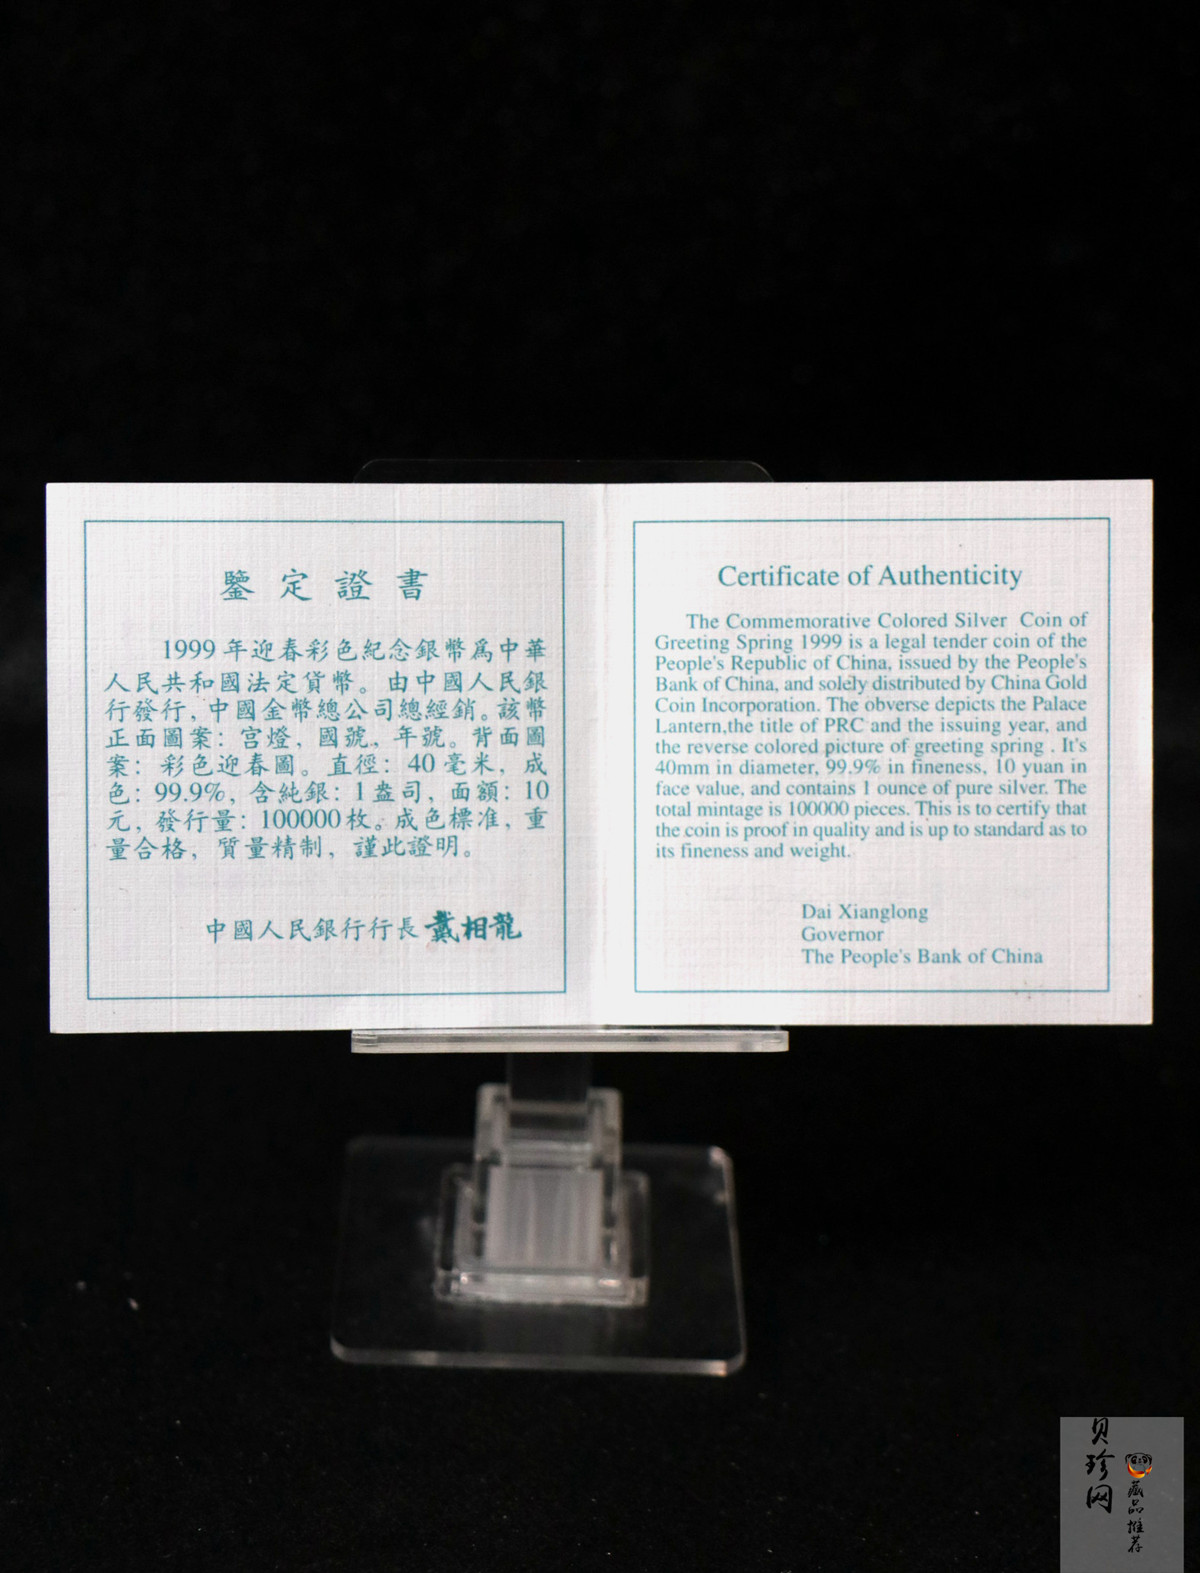 鑒定證書
1999年迎春彩色紀念銀幣爲中華
人民共和國法定貨幣。由中國人民銀
行發行,中國金幣總公司總經銷。該幣
正面圖案:宫燈,國號,年號。背面圖
案:彩色迎春圖。直徑:40毫米,成
色:99.9%,含純銀:1盎司,面額:10
元,發行量:100000枚。成色標准,重
量合格,質量精制,謹此證明。
中國人民銀行行長戴相龍
Certificate of Authenticity
The Commemorative Colored Silver Coin of
Greeting Spring 1999 is a legal tender coin of the
People's Republic of China, issued by the People's
Bank of China, and solely distributed by China Gold
Coin Incorporation. The obverse depicts the Palace
Lantern,the title of PRC and the issuing year, and
the reverse colored picture of greeting spring . It's
40mm in diameter, 99.9% in fineness, 10 yuan in
face value, and contains 1 ounce of pure silver. The
total mintage is 100000 pieces. This is to certify that
the coin is proof in quality and is up to standard as to
its fineness and weight.
Dai Xianglong
Governor
The People's Bank of China
贝珍网
藏品推荐